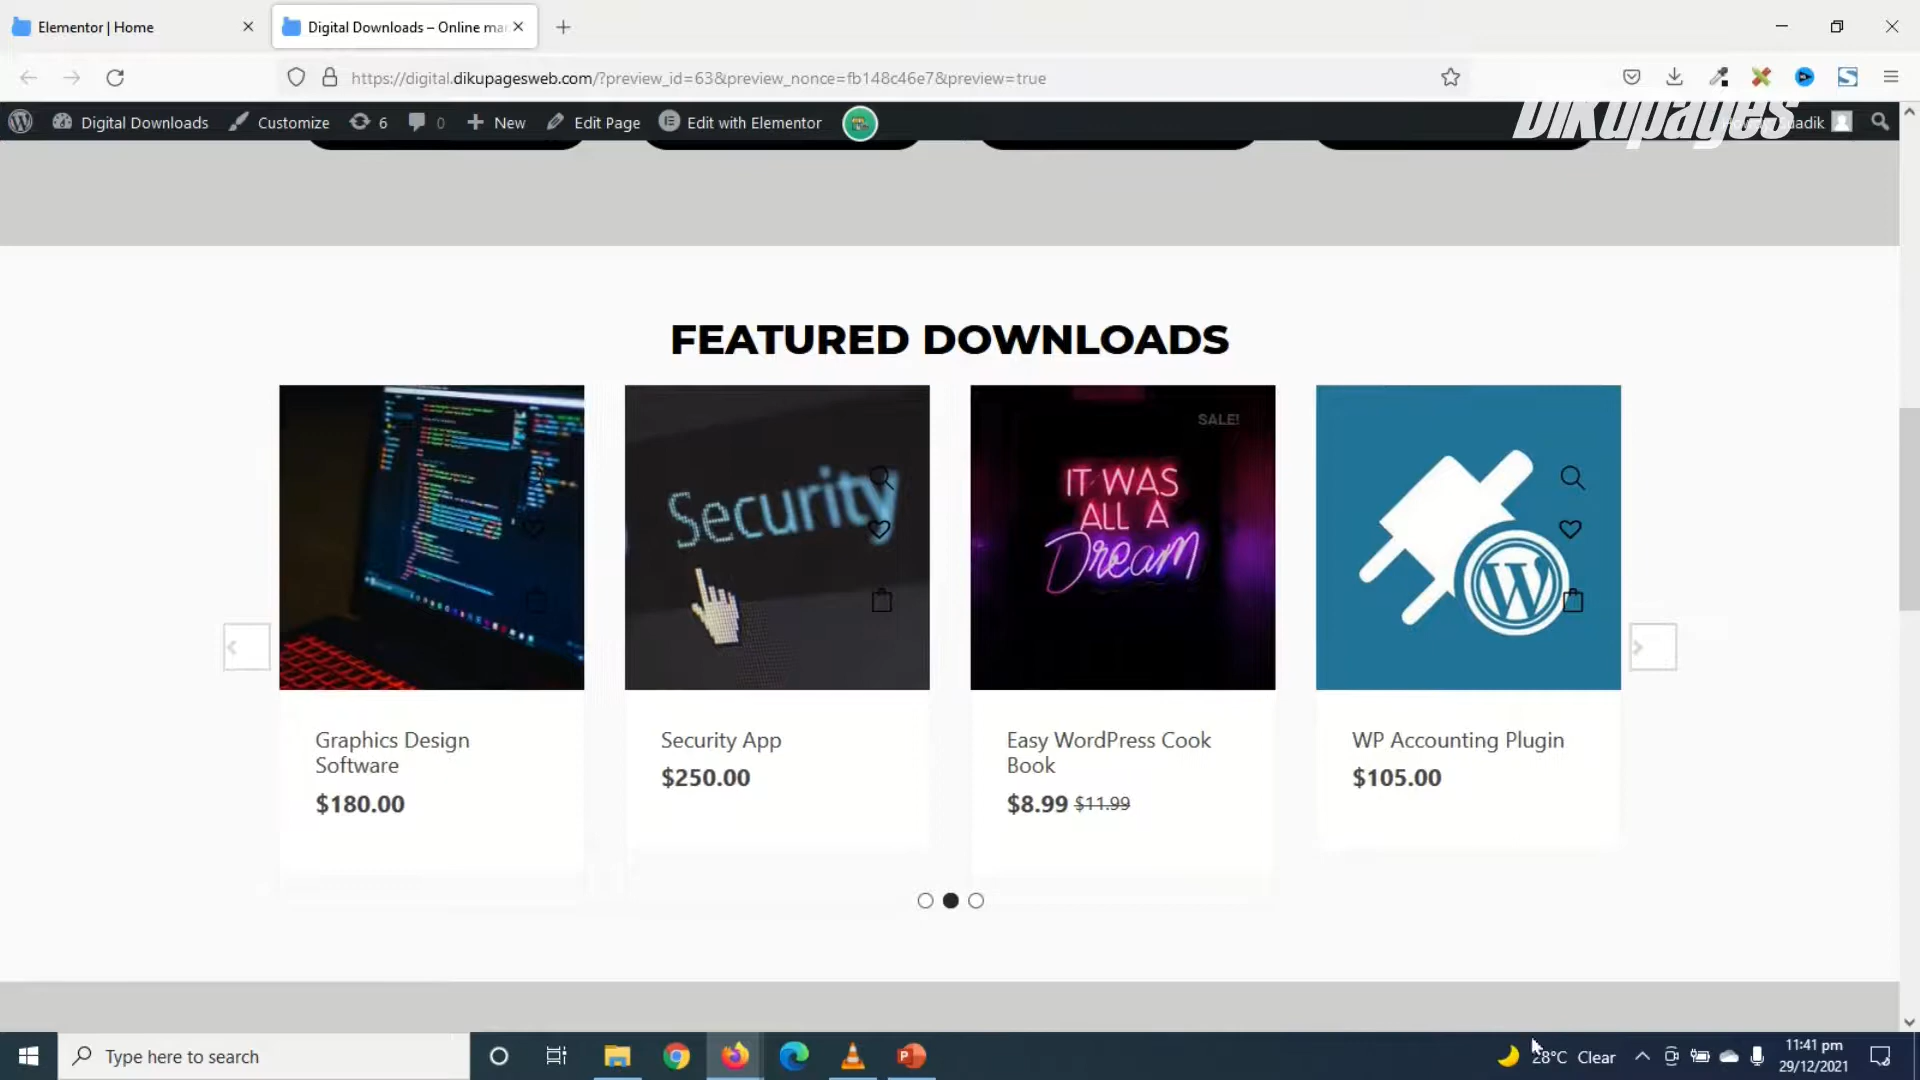 Elementor | Home
Digital Downloads – Online ma
https://digital.dikupagesweb.com/?preview_id=63&preview_nonce=fb148c46e7&preview=true
Digital Downloads
Customize
6
0
New
Edit Page
Edit with Elementor
Dikupages
FEATURED DOWNLOADS
Security
SALE!
IT WAS
ALL A
Dream
Graphics Design
Software
$180.00
Security App
$250.00
Easy WordPress Cook
Book
$8.99 $11.99
WP Accounting Plugin
$105.00
Type here to search
28°C Clear
11:41 pm
29/12/2021